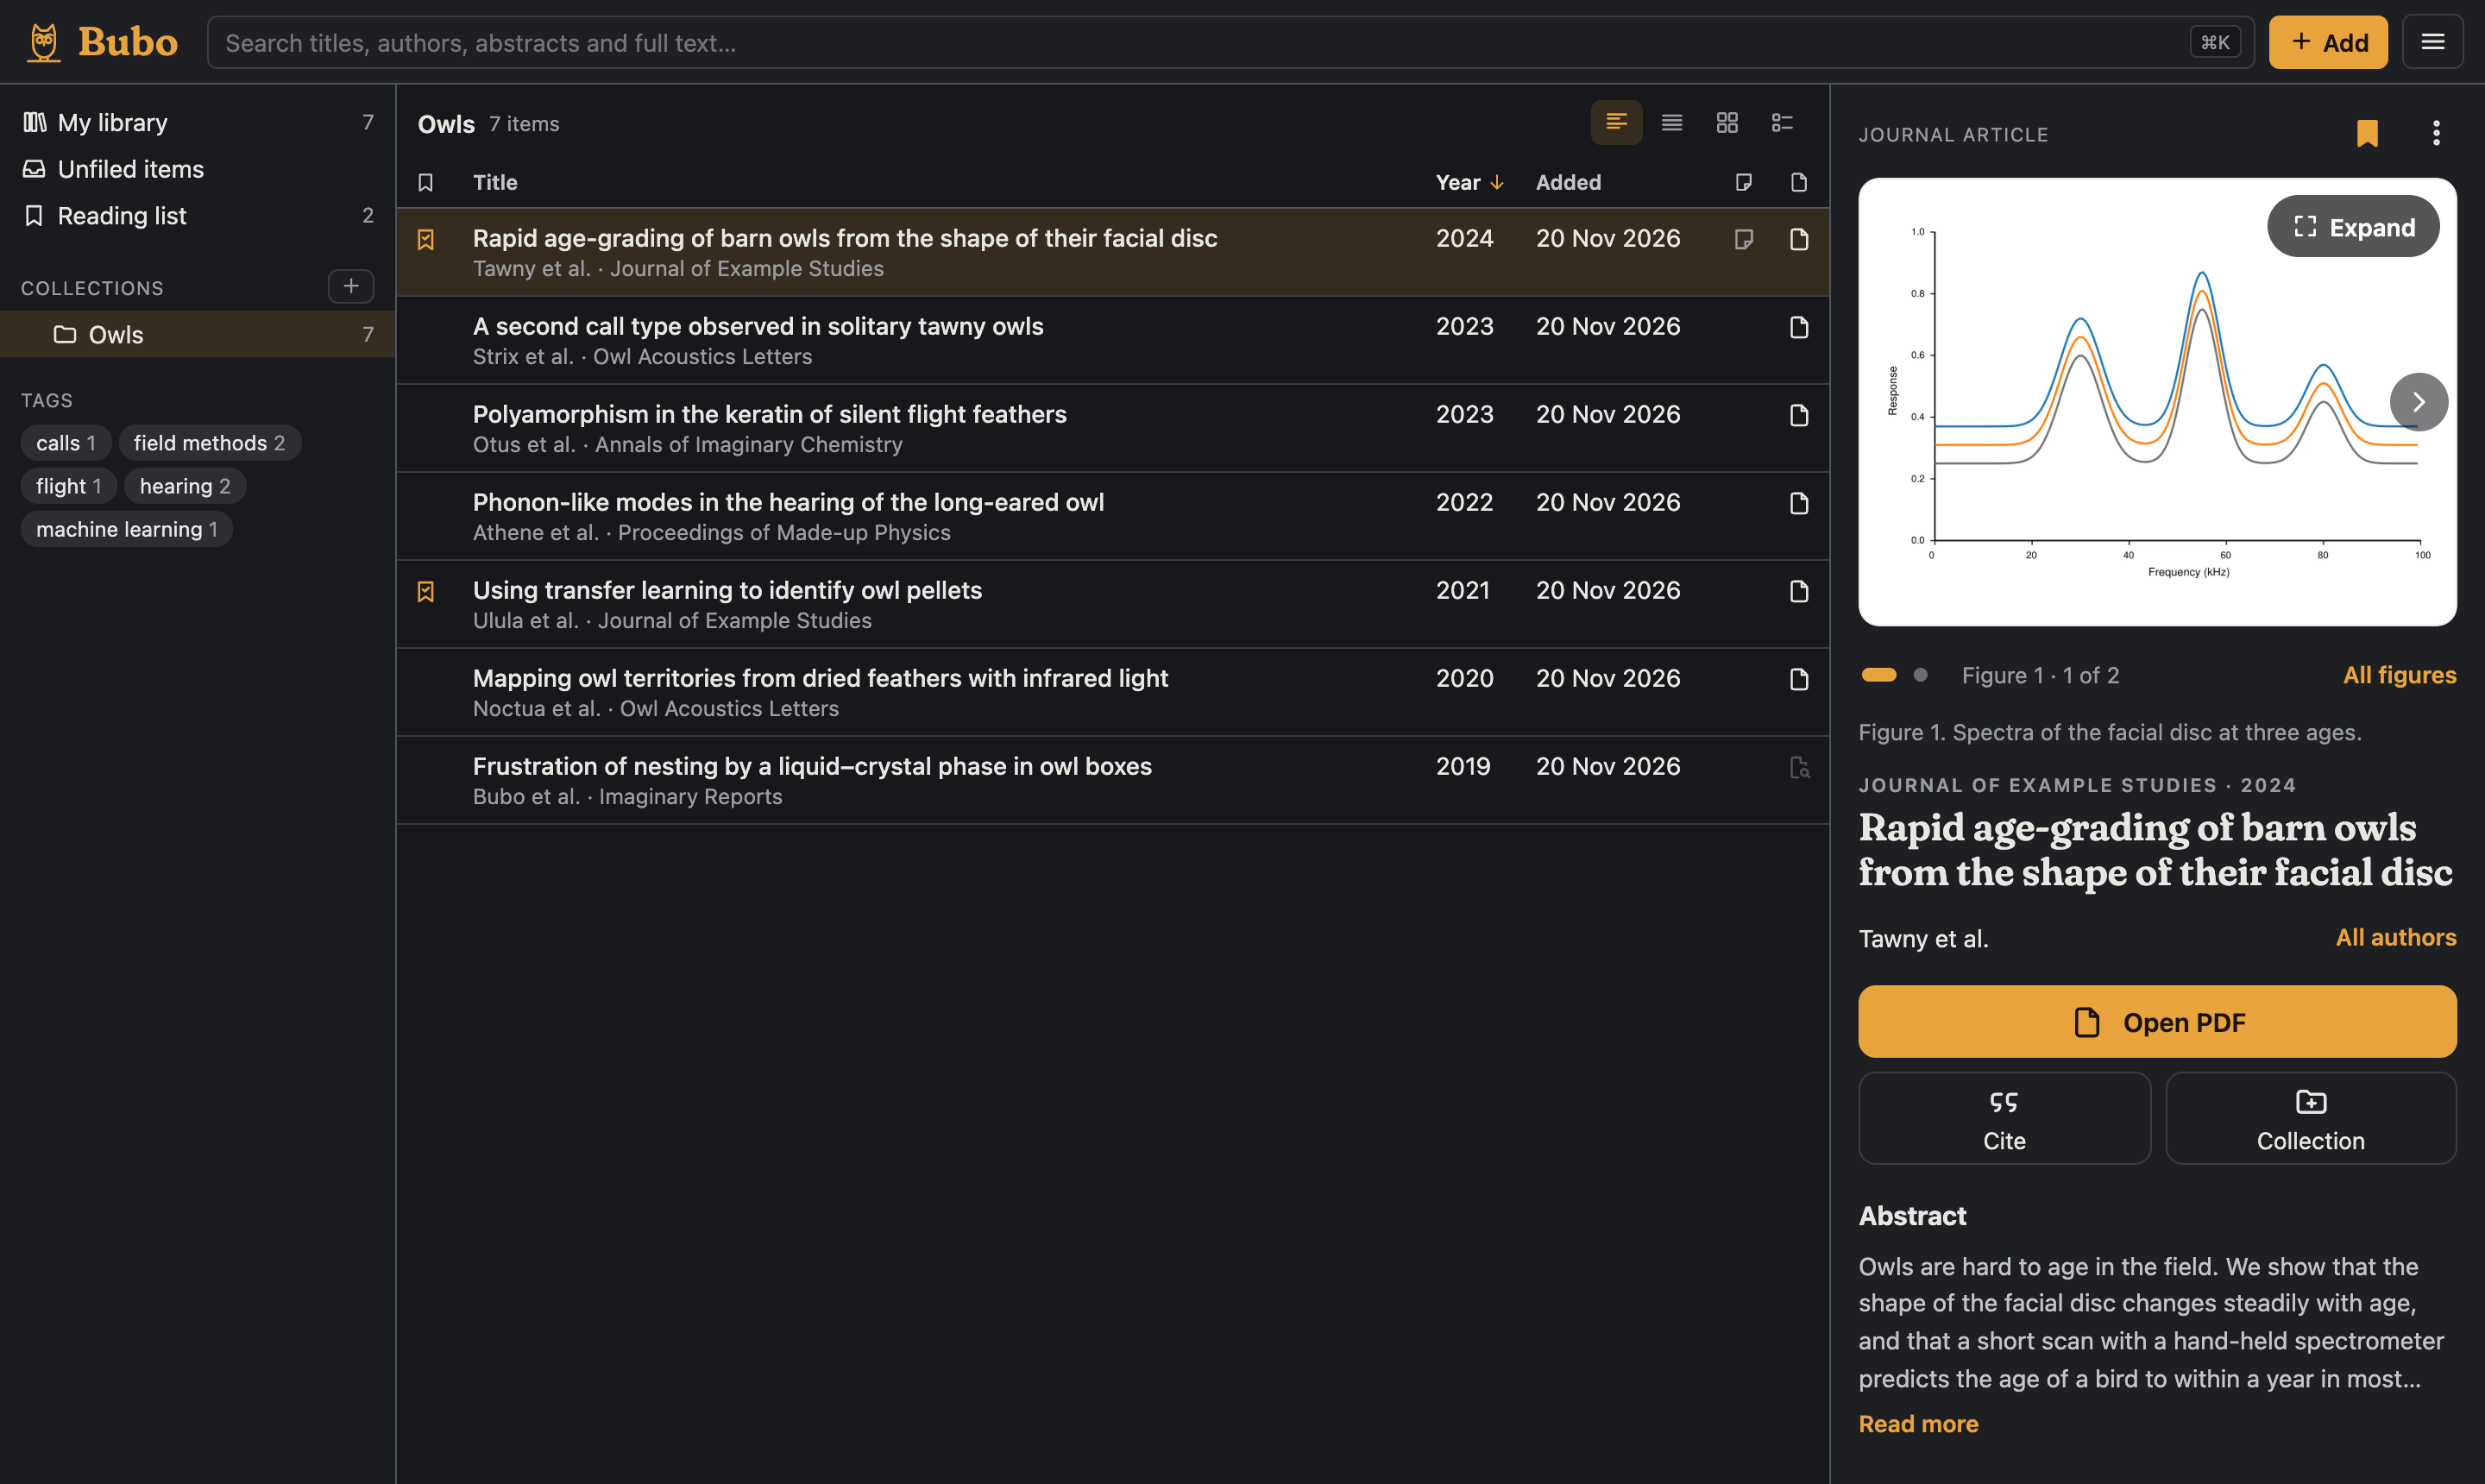 Bubo
Search titles, authors, abstracts and full text...
⌘K
+ Add
My library 7
Unfiled items
Reading list 2
COLLECTIONS
Owls 7
TAGS
calls 1
field methods 2
flight 1
hearing 2
machine learning 1
Owls 7 items
Title Year Added
Rapid age-grading of barn owls from the shape of their facial disc 2024 20 Nov 2026
Tawny et al. · Journal of Example Studies
A second call type observed in solitary tawny owls 2023 20 Nov 2026
Strix et al. · Owl Acoustics Letters
Polyamorphism in the keratin of silent flight feathers 2023 20 Nov 2026
Otus et al. · Annals of Imaginary Chemistry
Phonon-like modes in the hearing of the long-eared owl 2022 20 Nov 2026
Athene et al. · Proceedings of Made-up Physics
Using transfer learning to identify owl pellets 2021 20 Nov 2026
Ulula et al. · Journal of Example Studies
Mapping owl territories from dried feathers with infrared light 2020 20 Nov 2026
Noctua et al. · Owl Acoustics Letters
Frustration of nesting by a liquid–crystal phase in owl boxes 2019 20 Nov 2026
Bubo et al. · Imaginary Reports
JOURNAL ARTICLE
Expand
1.0
0.8
0.6
0.4
0.2
0.0
Response
0 20 40 60 80 100
Frequency (kHz)
Figure 1 · 1 of 2
All figures
Figure 1. Spectra of the facial disc at three ages.
JOURNAL OF EXAMPLE STUDIES · 2024
Rapid age-grading of barn owls
from the shape of their facial disc
Tawny et al.
All authors
Open PDF
Cite
Collection
Abstract
Owls are hard to age in the field. We show that the
shape of the facial disc changes steadily with age,
and that a short scan with a hand-held spectrometer
predicts the age of a bird to within a year in most...
Read more